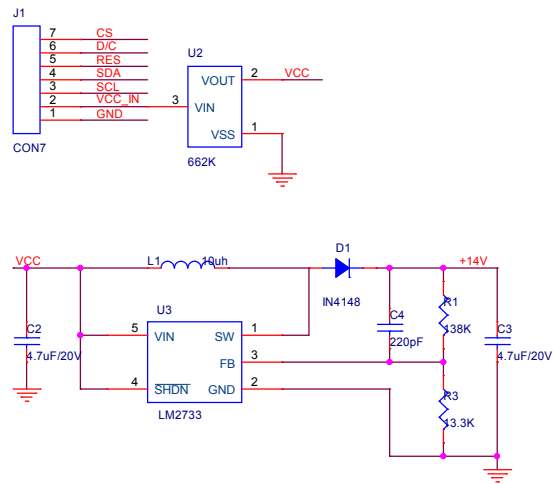 J1
7 CS
6 D/C
5 RES
4 SDA
3 SCL
2 VCC_IN
1 GND
CON7
U2
VOUT 2 VCC
3 VIN
VSS 1
662K
VCC
L1 10uh
D1
IN4148
+14V
C2
4.7uF/20V
U3
5 VIN SW 1
FB 3
4 SHDN GND 2
LM2733
C4
220pF
R1
138K
C3
4.7uF/20V
R3
13.3K